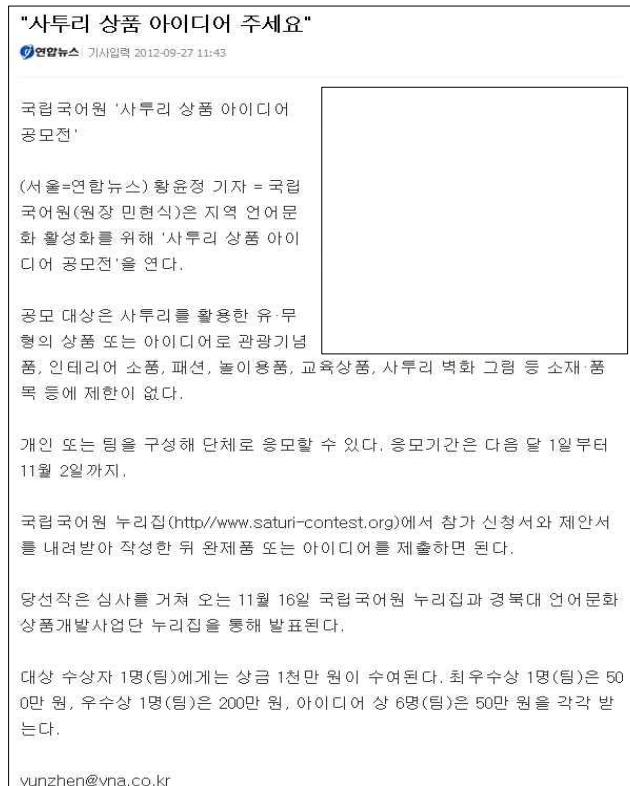 "사투리 상품 아이디어 주세요"
연합뉴스 기사입력 2012-09-27 11:43
국립국어원 '사투리 상품 아이디어
공모전'
(서울=연합뉴스) 황윤정 기자 = 국립
국어원(원장 민현식)은 지역 언어문
화 활성화를 위해 '사투리 상품 아이
디어 공모전'을 연다.
공모 대상은 사투리를 활용한 유·무
형의 상품 또는 아이디어로 관광기념
품, 인테리어 소품, 패션, 놀이용품, 교육상품, 사투리 벽화 그림 등 소재·품
목 등에 제한이 없다.
개인 또는 팀을 구성해 단체로 응모할 수 있다. 응모기간은 다음 달 1일부터
11월 2일까지.
국립국어원 누리집(http//www.saturi-contest.org)에서 참가 신청서와 제안서
를 내려받아 작성한 뒤 완제품 또는 아이디어를 제출하면 된다.
당선작은 심사를 거쳐 오는 11월 16일 국립국어원 누리집과 경북대 언어문화
상품개발사업단 누리집을 통해 발표된다.
대상 수상자 1명(팀)에게는 상금 1천만 원이 수여된다. 최우수상 1명(팀)은 50
0만 원, 우수상 1명(팀)은 200만 원, 아이디어 상 6명(팀)은 50만 원을 각각 받
는다.
yunzhen@yna.co.kr